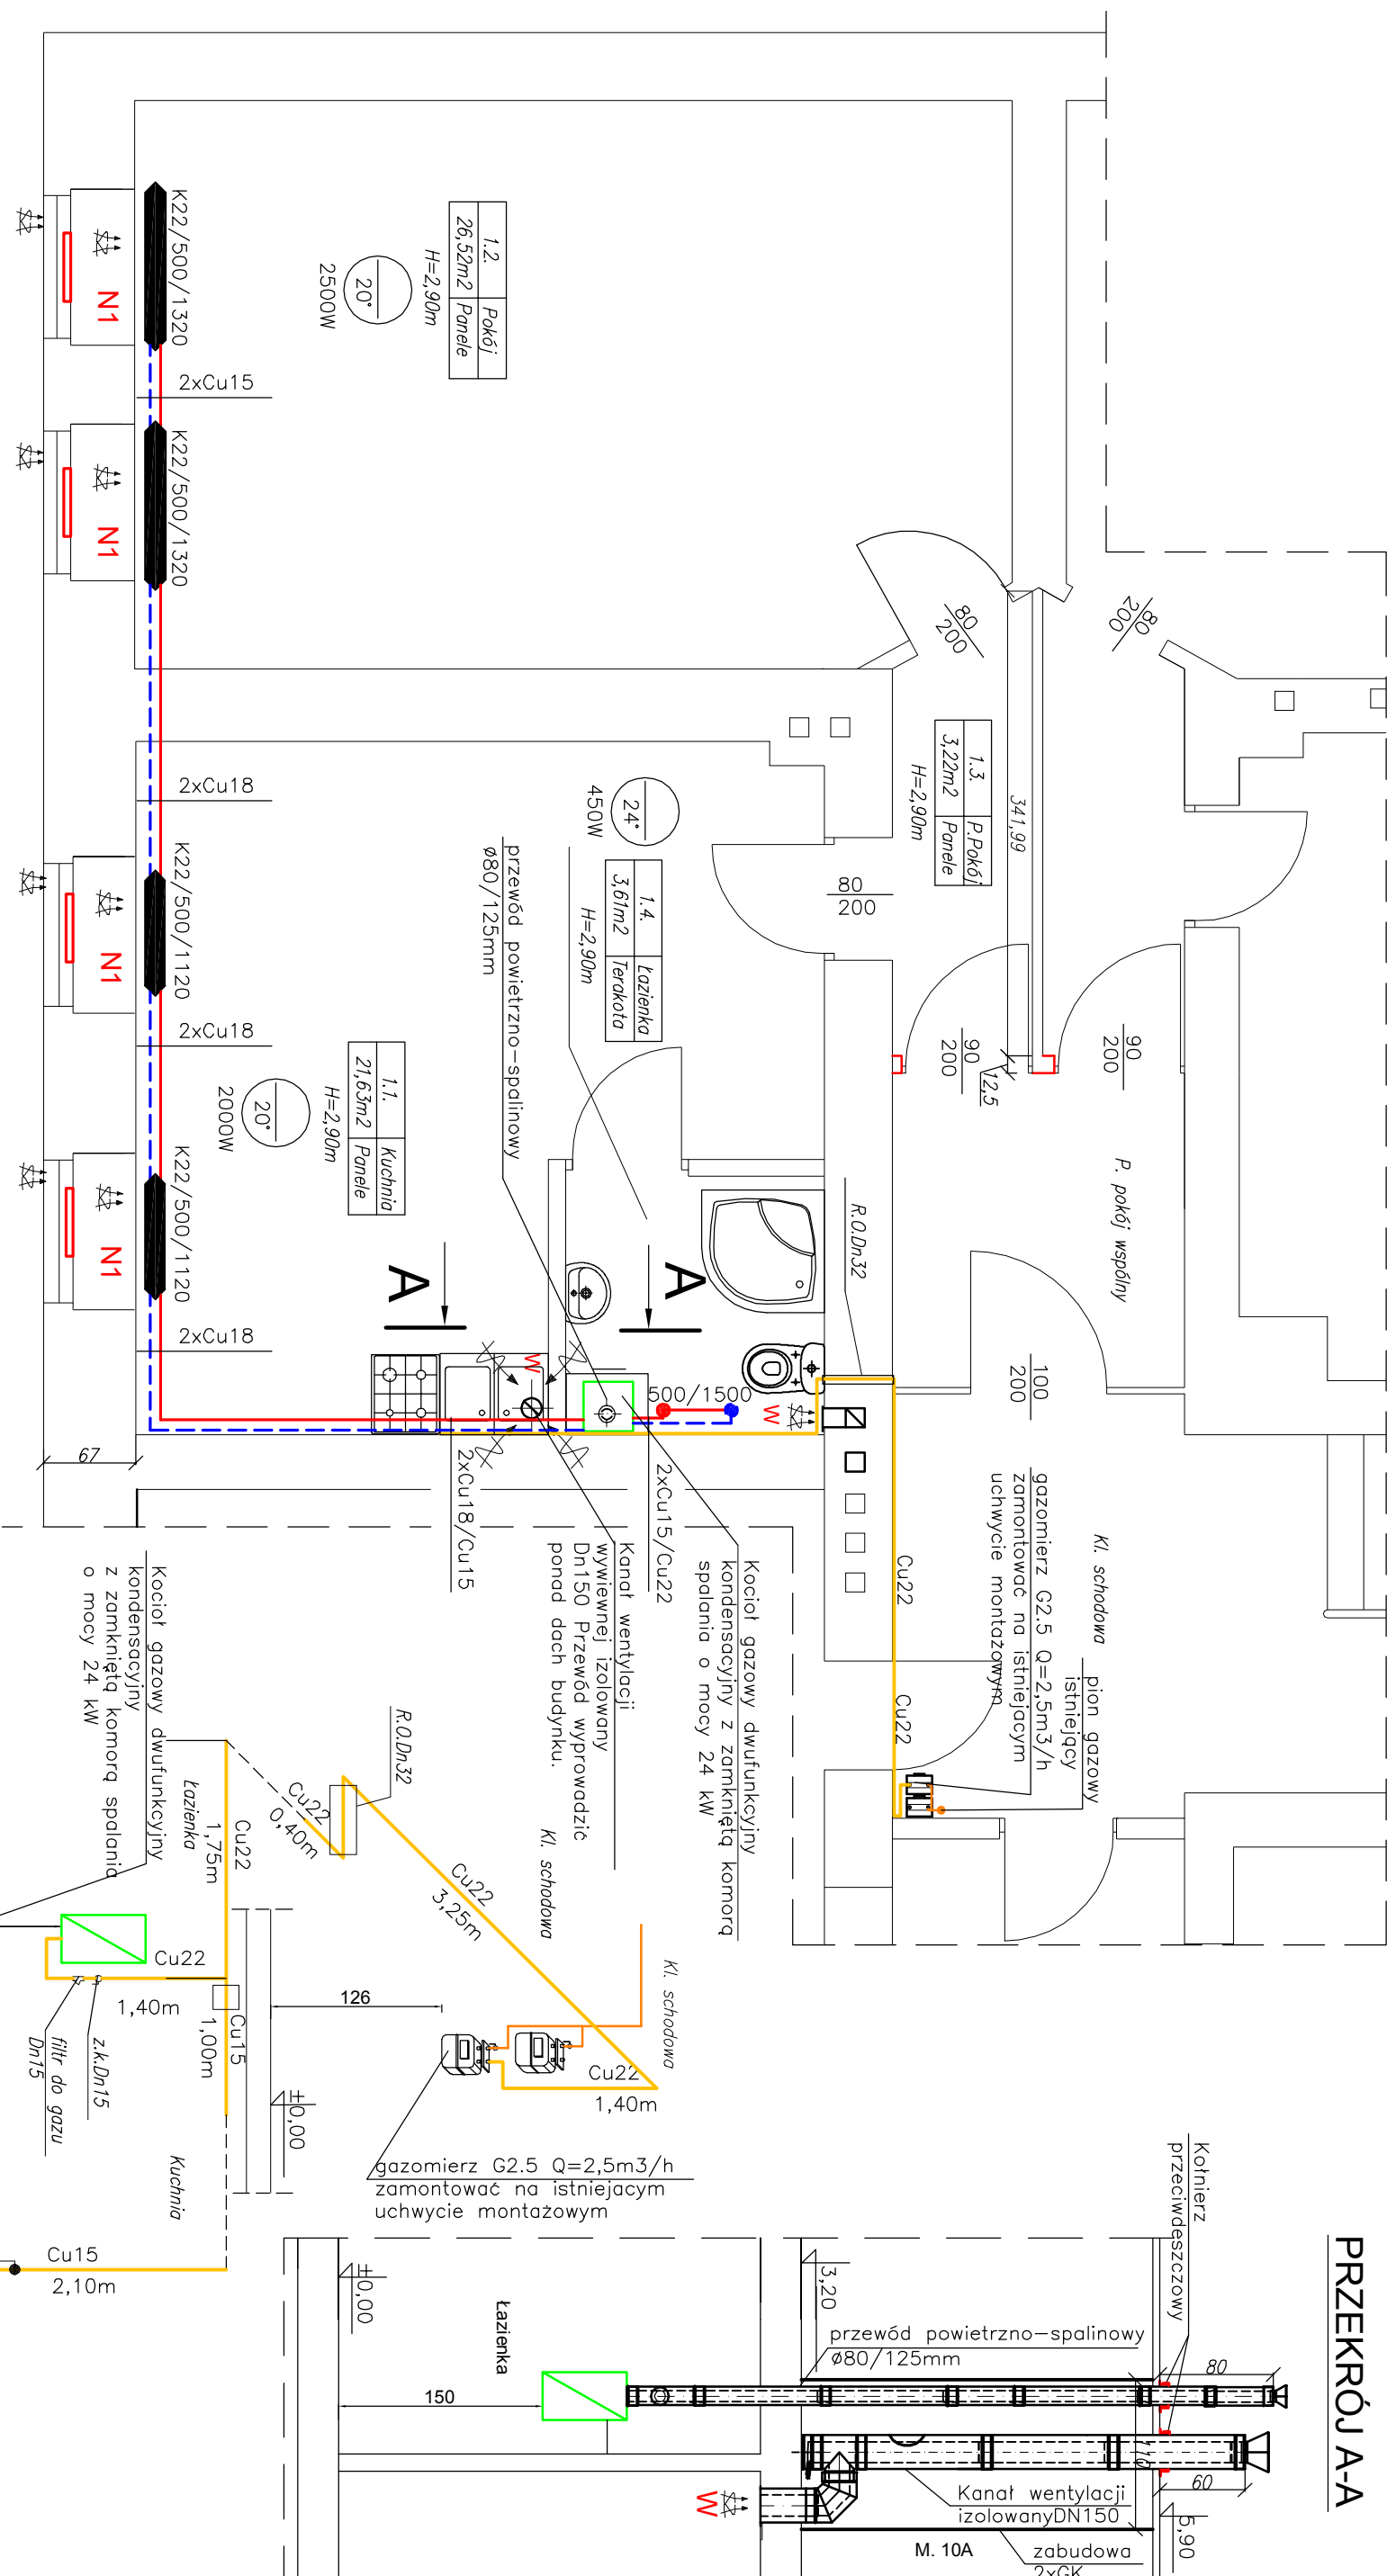 K22/500/1320
N1
2xCu15
K22/500/1320
N1
1.2. Pokój
26,52m2 Panele
H=2,90m
20°
2500W
80
200
80
200
341,99
1.3. P.Pokój
3,22m2 Panele
H=2,90m
80
200
90
200
90
200
12,5
2xCu18
K22/500/1120
N1
2xCu18
K22/500/1120
N1
2xCu18
24°
450W
1.4. Łazienka
3,61m2 Terakota
H=2,90m
przewód powietrzno-spalinowy
ø80/125mm
1.1. Kuchnia
21,63m2 Panele
H=2,90m
20°
2000W
A
A
P. pokój wspólny
R.O.Dn32
100
200
W
500/1500
W
67
2xCu18/Cu15
2xCu15/Cu22
Cu22
Cu22
Kl. schodowa
pion gazowy
istniejący
gazomierz G2.5 Q=2,5m3/h
zamontować na istniejacym
uchwycie montażowym
Kocioł gazowy dwufunkcyjny
kondensacyjny z zamkniętą komorą
spalania o mocy 24 kW
Kanał wentylacji
wywiewnej izolowany
Dn150 Przewód wyprowadzić
ponad dach budynku.
Kocioł gazowy dwufunkcyjny
kondensacyjny
z zamkniętą komorą spalania
o mocy 24 kW
R.O.Dn32
Cu22
0,40m
Łazienka
Cu22
1,75m
Cu22
3,25m
Kl. schodowa
Kl. schodowa
Cu22
1,40m
Cu15
1,00m
126
z.k.Dn15
filtr do gazu
Dn15
±0,00
Kuchnia
Cu22
1,40m
gazomierz G2.5 Q=2,5m3/h
zamontować na istniejacym
uchwycie montażowym
Cu15
2,10m
PRZEKRÓJ A-A
Kołnierz
przeciwdeszczowy
3,20
±0,00
Łazienka
przewód powietrzno-spalinowy
ø80/125mm
80
150
110
60
Kanał wentylacji
izolowanyDN150
W
5,90
M. 10A
zabudowa
2xGK